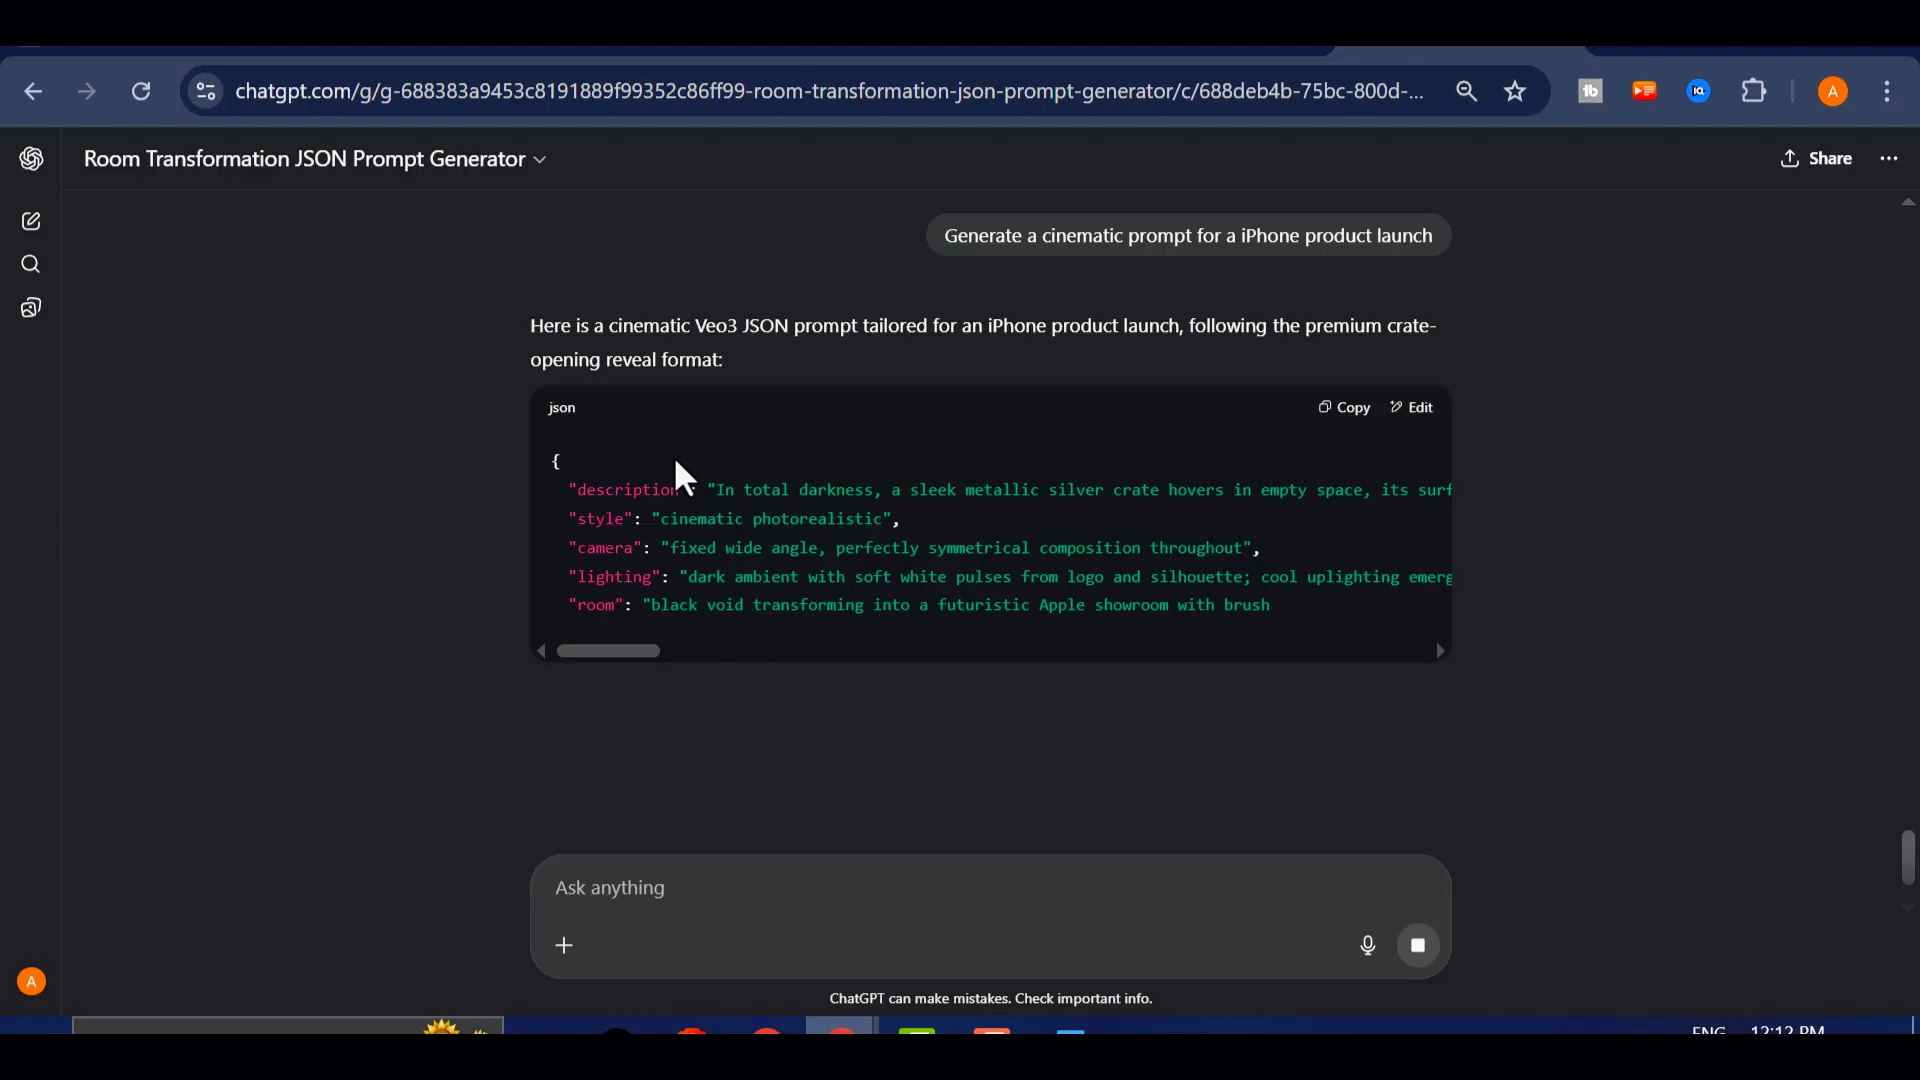 chatgpt.com/g/g-688383a9453c8191889f99352c86ff99-room-transformation-json-prompt-generator/c/688deb4b-75bc-800d-...
tb
IQ
A
Room Transformation JSON Prompt Generator
Share
Generate a cinematic prompt for a iPhone product launch
Here is a cinematic Veo3 JSON prompt tailored for an iPhone product launch, following the premium crate-
opening reveal format:
json
Copy
Edit
{
"description": "In total darkness, a sleek metallic silver crate hovers in empty space, its surf
"style": "cinematic photorealistic",
"camera": "fixed wide angle, perfectly symmetrical composition throughout",
"lighting": "dark ambient with soft white pulses from logo and silhouette; cool uplighting emerg
"room": "black void transforming into a futuristic Apple showroom with brush
Ask anything
A
ChatGPT can make mistakes. Check important info.
ENG
12:12 PM